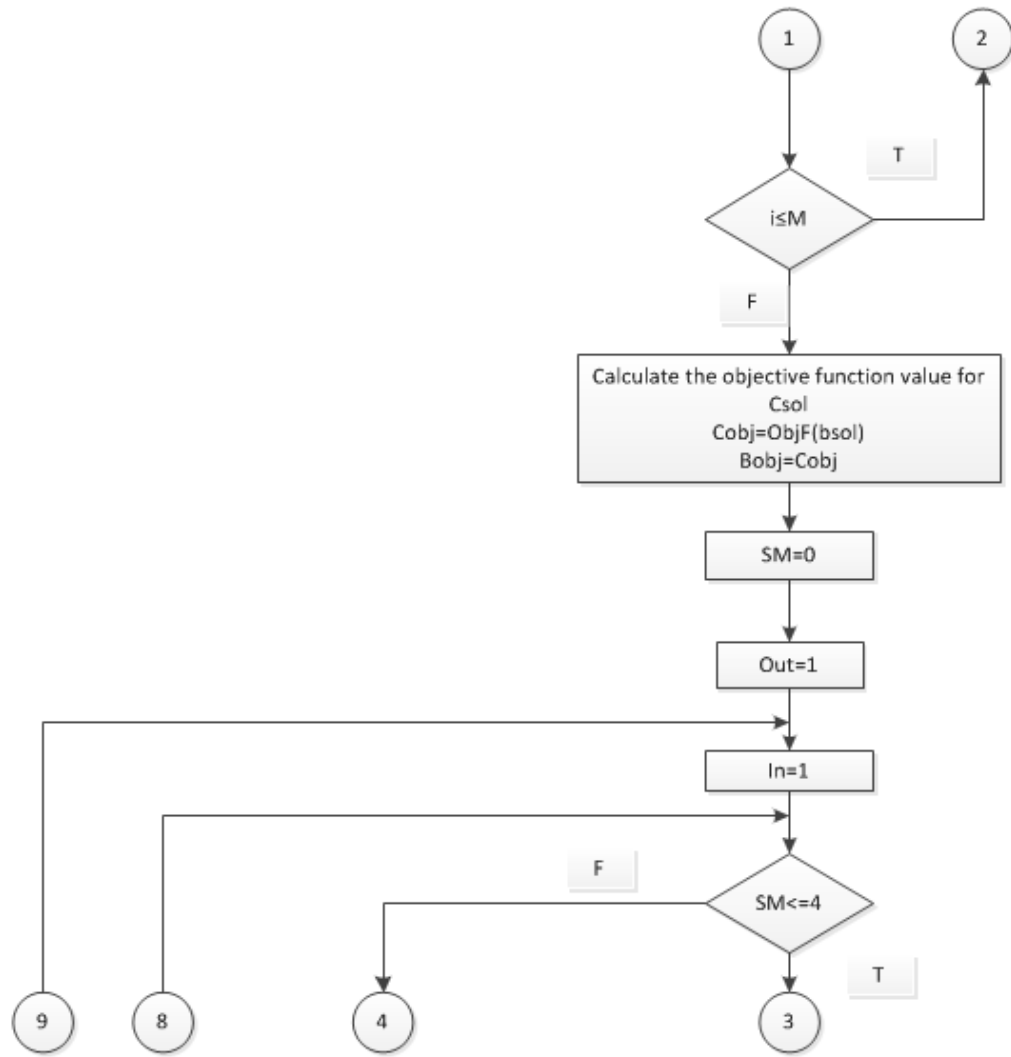 1
2
T
i≤M
F
Calculate the objective function value for
Csol
Cobj=ObjF(bsol)
Bobj=Cobj
SM=0
Out=1
In=1
F
SM<=4
T
9
8
4
3